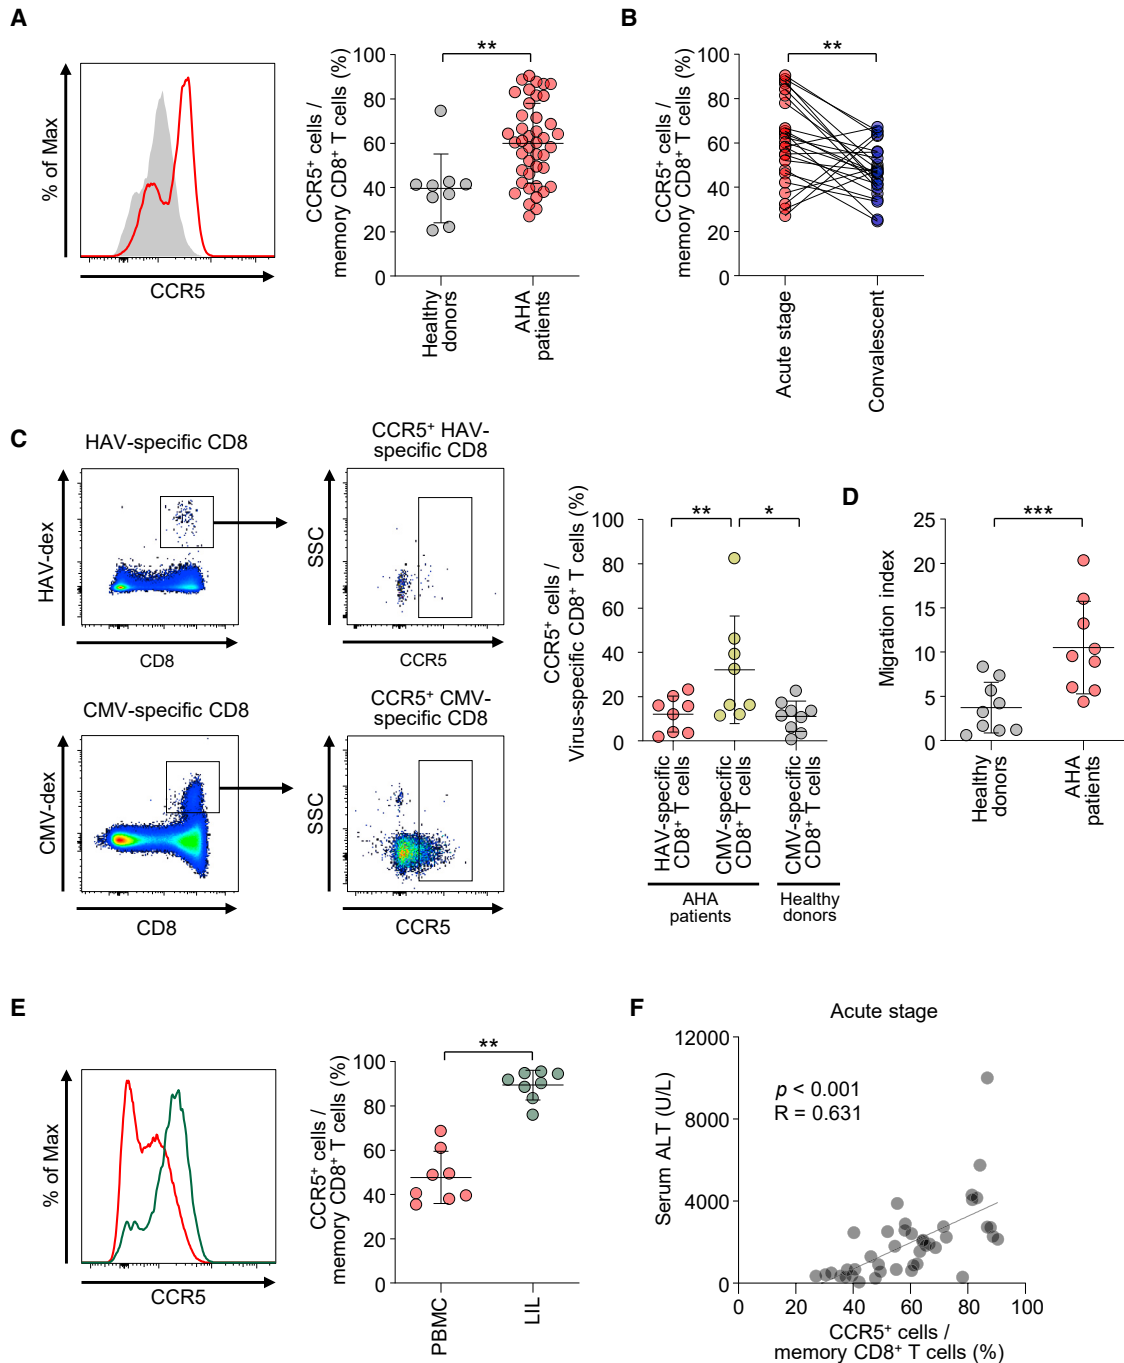 A
% of Max
CCR5
CCR5⁺ cells /
memory CD8⁺ T cells (%)
100
80
60
40
20
0
**
Healthy
donors
AHA
patients
B
CCR5⁺ cells /
memory CD8⁺ T cells (%)
100
80
60
40
20
0
**
Acute stage
Convalescent
C
HAV-specific CD8
HAV-dex
CD8
CCR5⁺ HAV-
specific CD8
SSC
CCR5
CMV-specific CD8
CMV-dex
CD8
CCR5⁺ CMV-
specific CD8
SSC
CCR5
CCR5⁺ cells /
Virus-specific CD8⁺ T cells (%)
100
80
60
40
20
0
**
*
HAV-specific
CD8⁺ T cells
CMV-specific
CD8⁺ T cells
CMV-specific
CD8⁺ T cells
AHA
patients
Healthy
donors
D
Migration index
25
20
15
10
5
0
***
Healthy
donors
AHA
patients
E
% of Max
CCR5
CCR5⁺ cells /
memory CD8⁺ T cells (%)
100
80
60
40
20
0
**
PBMC
LIL
F
Acute stage
Serum ALT (U/L)
12000
8000
4000
0
p < 0.001
R = 0.631
0
20
40
60
80
100
CCR5⁺ cells /
memory CD8⁺ T cells (%)